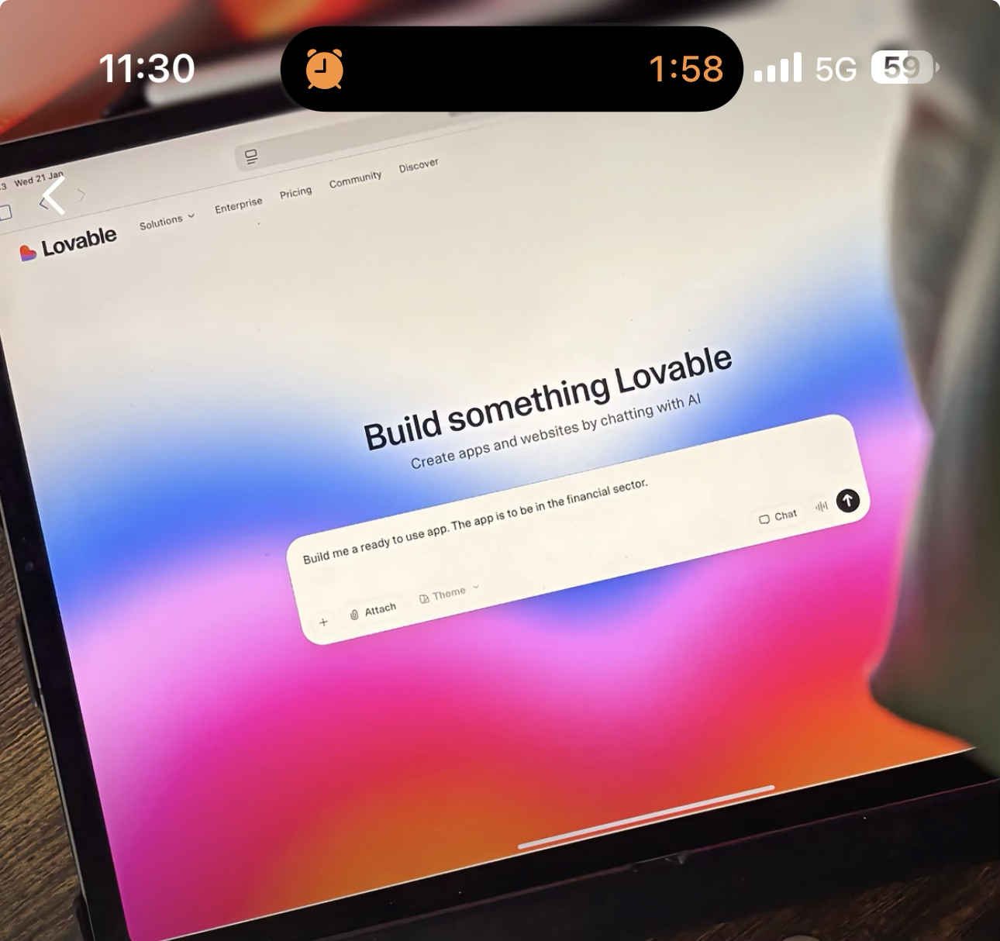 11:30
1:58
5G
59
3 Wed 21 Jan
Lovable
Solutions
Enterprise
Pricing
Community
Discover
Build something Lovable
Create apps and websites by chatting with AI
Build me a ready to use app. The app is to be in the financial sector.
+
Attach
Theme
Chat